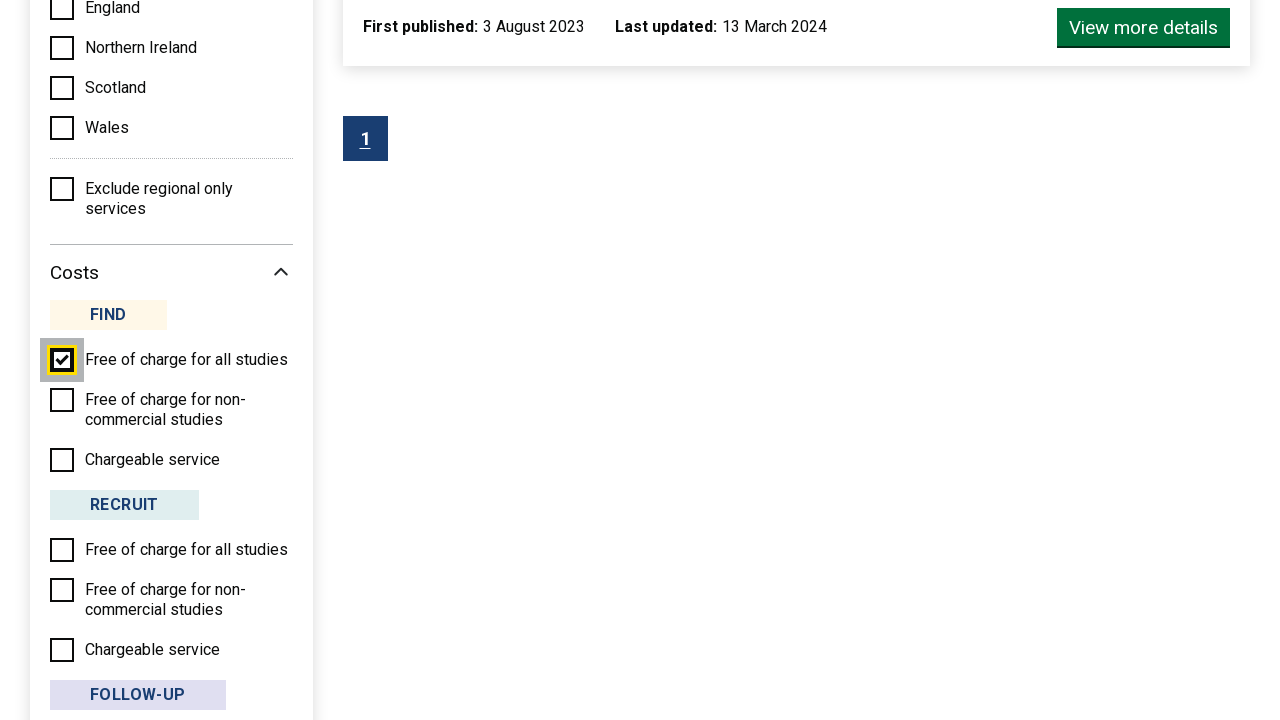 England
Northern Ireland
Scotland
Wales
Exclude regional only
services
Costs
FIND
Free of charge for all studies
Free of charge for non-
commercial studies
Chargeable service
RECRUIT
Free of charge for all studies
Free of charge for non-
commercial studies
Chargeable service
FOLLOW-UP
First published: 3 August 2023 Last updated: 13 March 2024
View more details
1